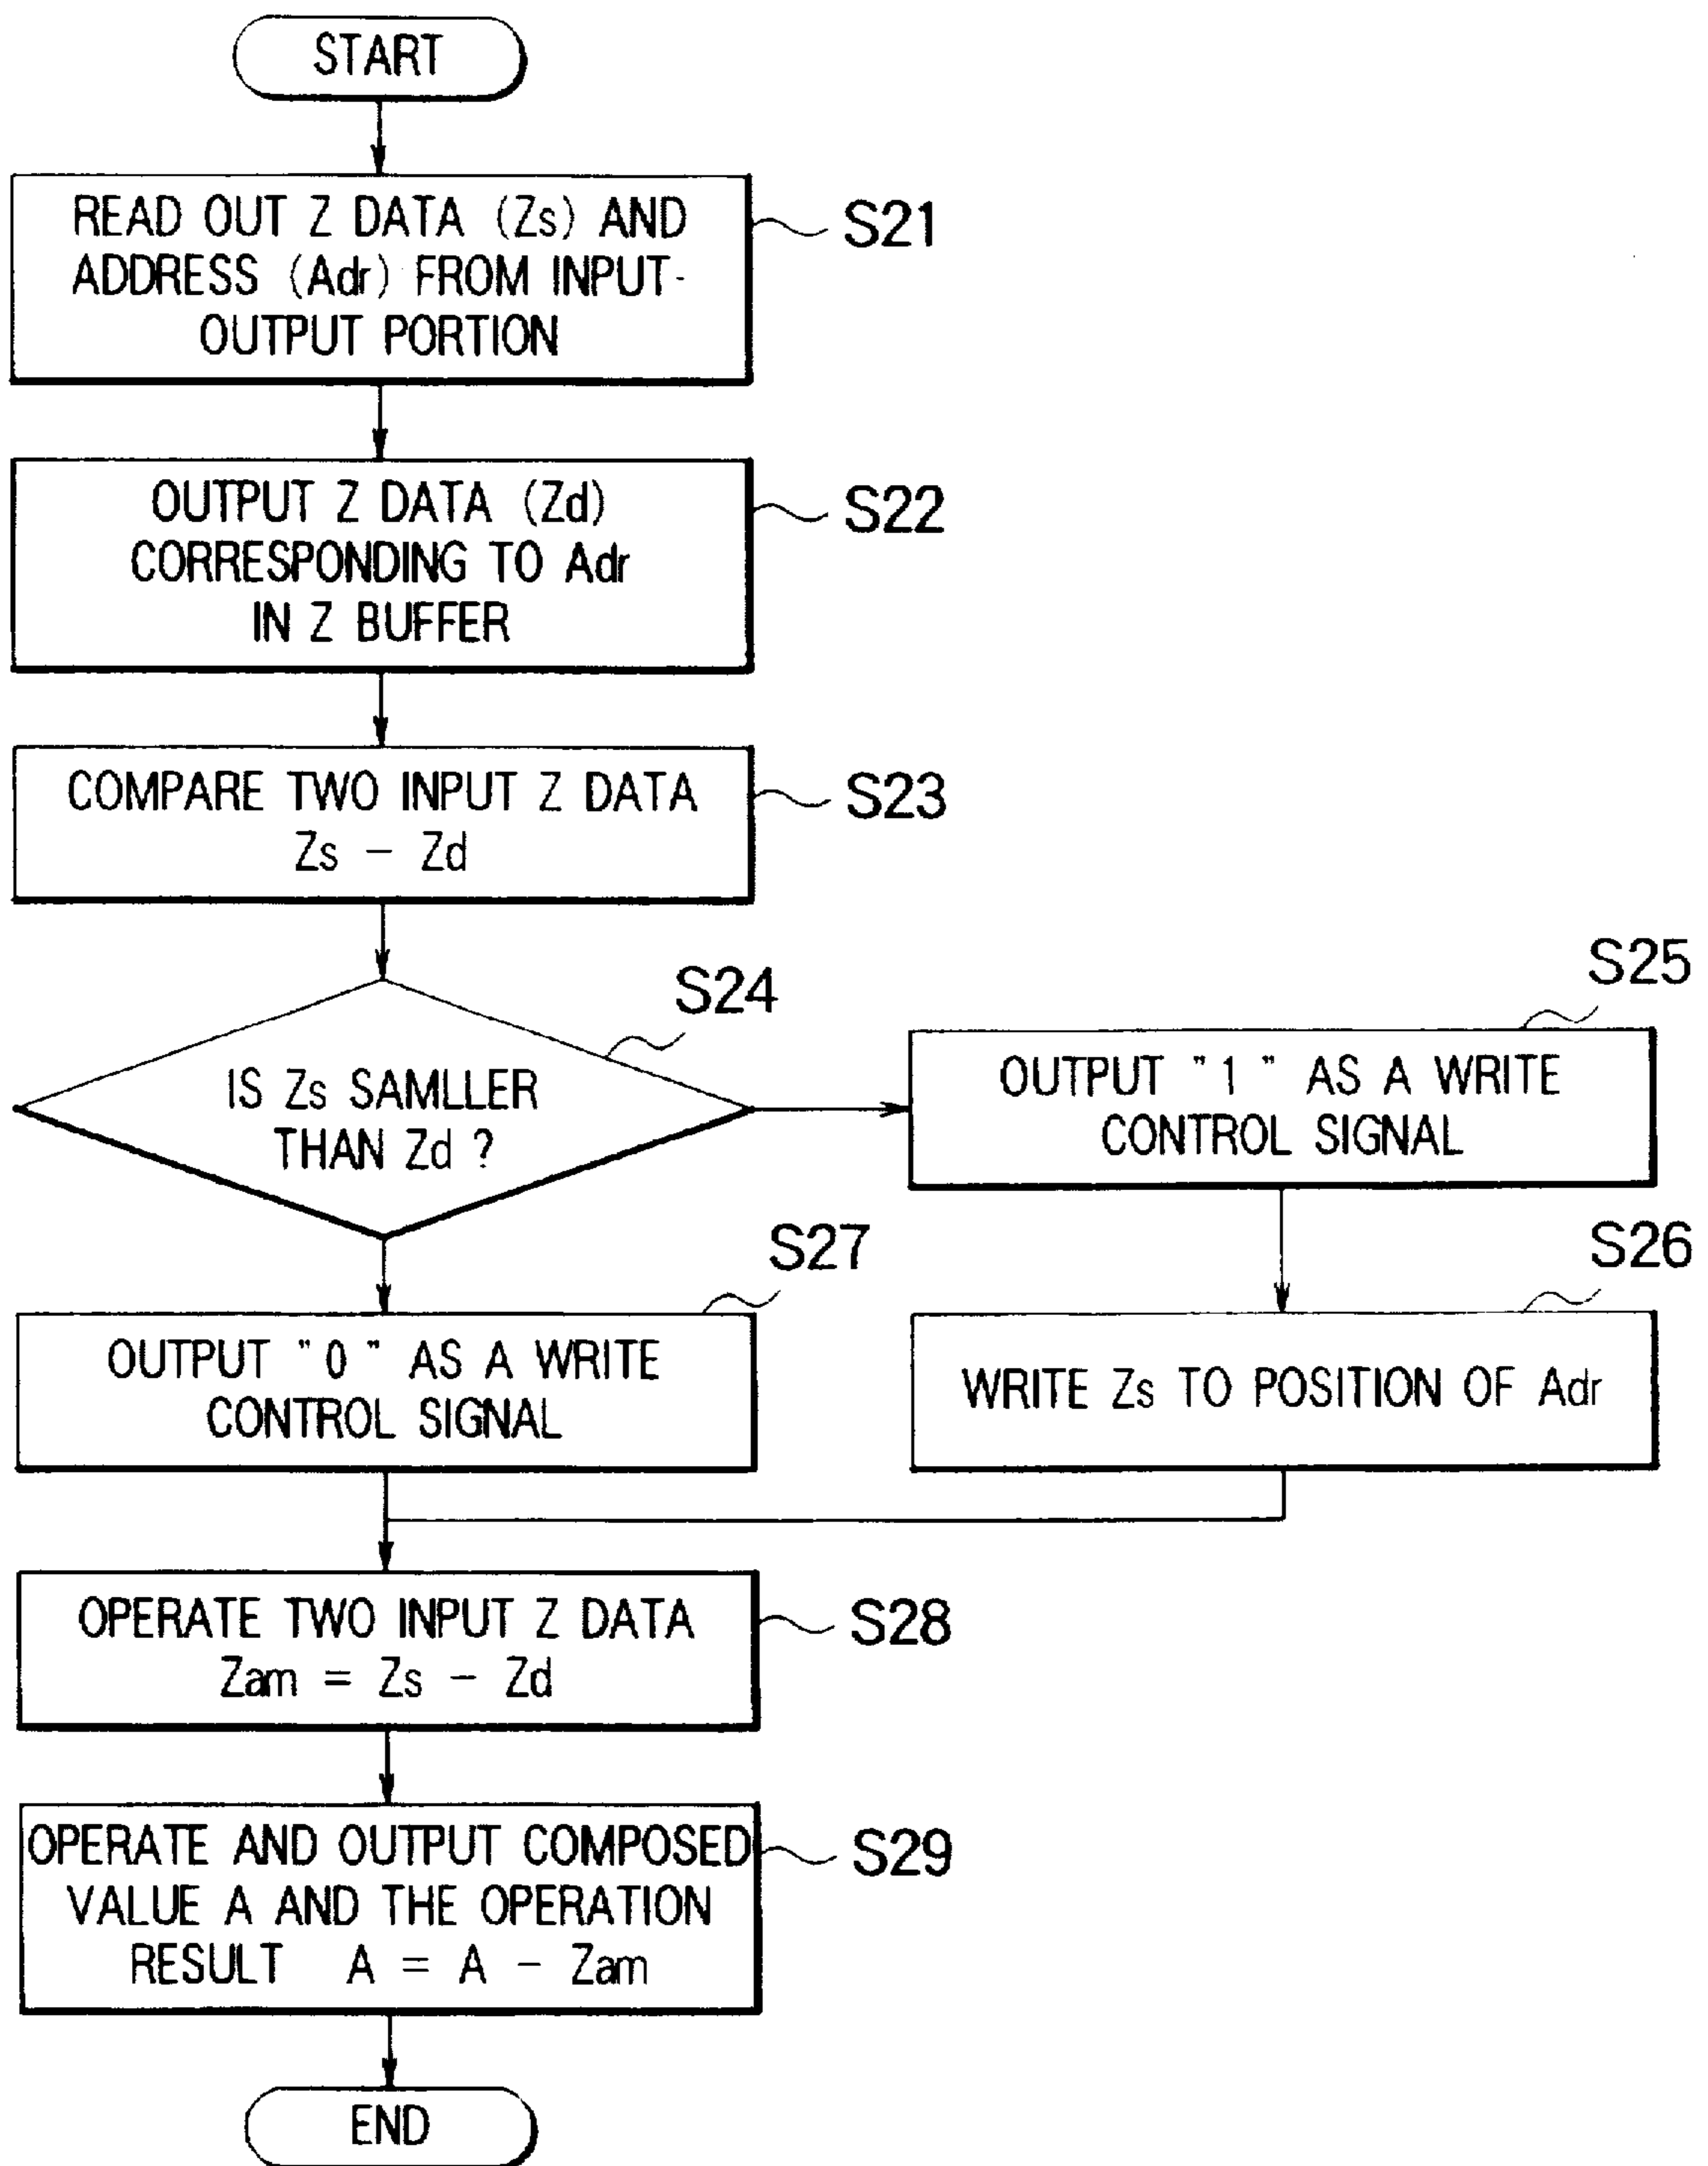 START
READ OUT Z DATA (Zs) AND
ADDRESS (Adr) FROM INPUT-
OUTPUT PORTION
S21
OUTPUT Z DATA (Zd)
CORRESPONDING TO Adr
IN Z BUFFER
S22
COMPARE TWO INPUT Z DATA
Zs - Zd
S23
IS Zs SAMLLER
THAN Zd ?
S24
OUTPUT "1" AS A WRITE
CONTROL SIGNAL
S25
WRITE Zs TO POSITION OF Adr
S26
OUTPUT "0" AS A WRITE
CONTROL SIGNAL
S27
OPERATE TWO INPUT Z DATA
Zam = Zs - Zd
S28
OPERATE AND OUTPUT COMPOSED
VALUE A AND THE OPERATION
RESULT A = A - Zam
S29
END